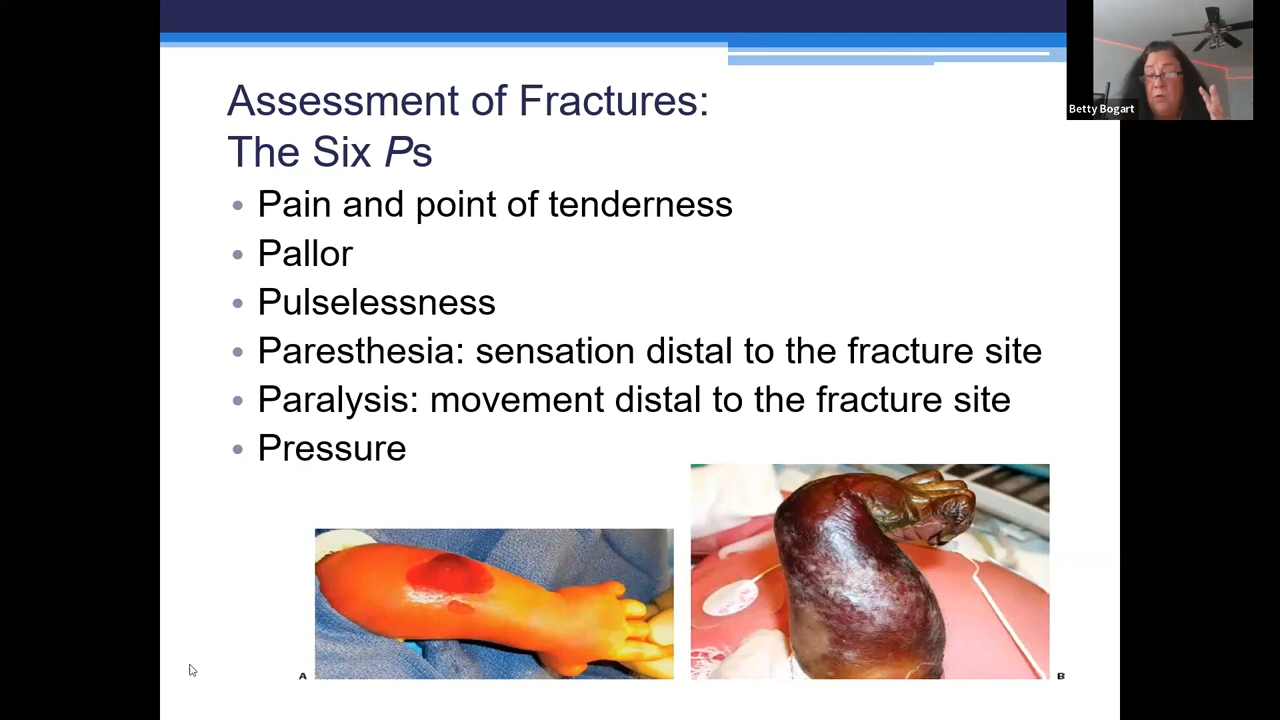 Betty Bogart
Assessment of Fractures:
The Six Ps
• Pain and point of tenderness
• Pallor
• Pulselessness
• Paresthesia: sensation distal to the fracture site
• Paralysis: movement distal to the fracture site
• Pressure
A
B